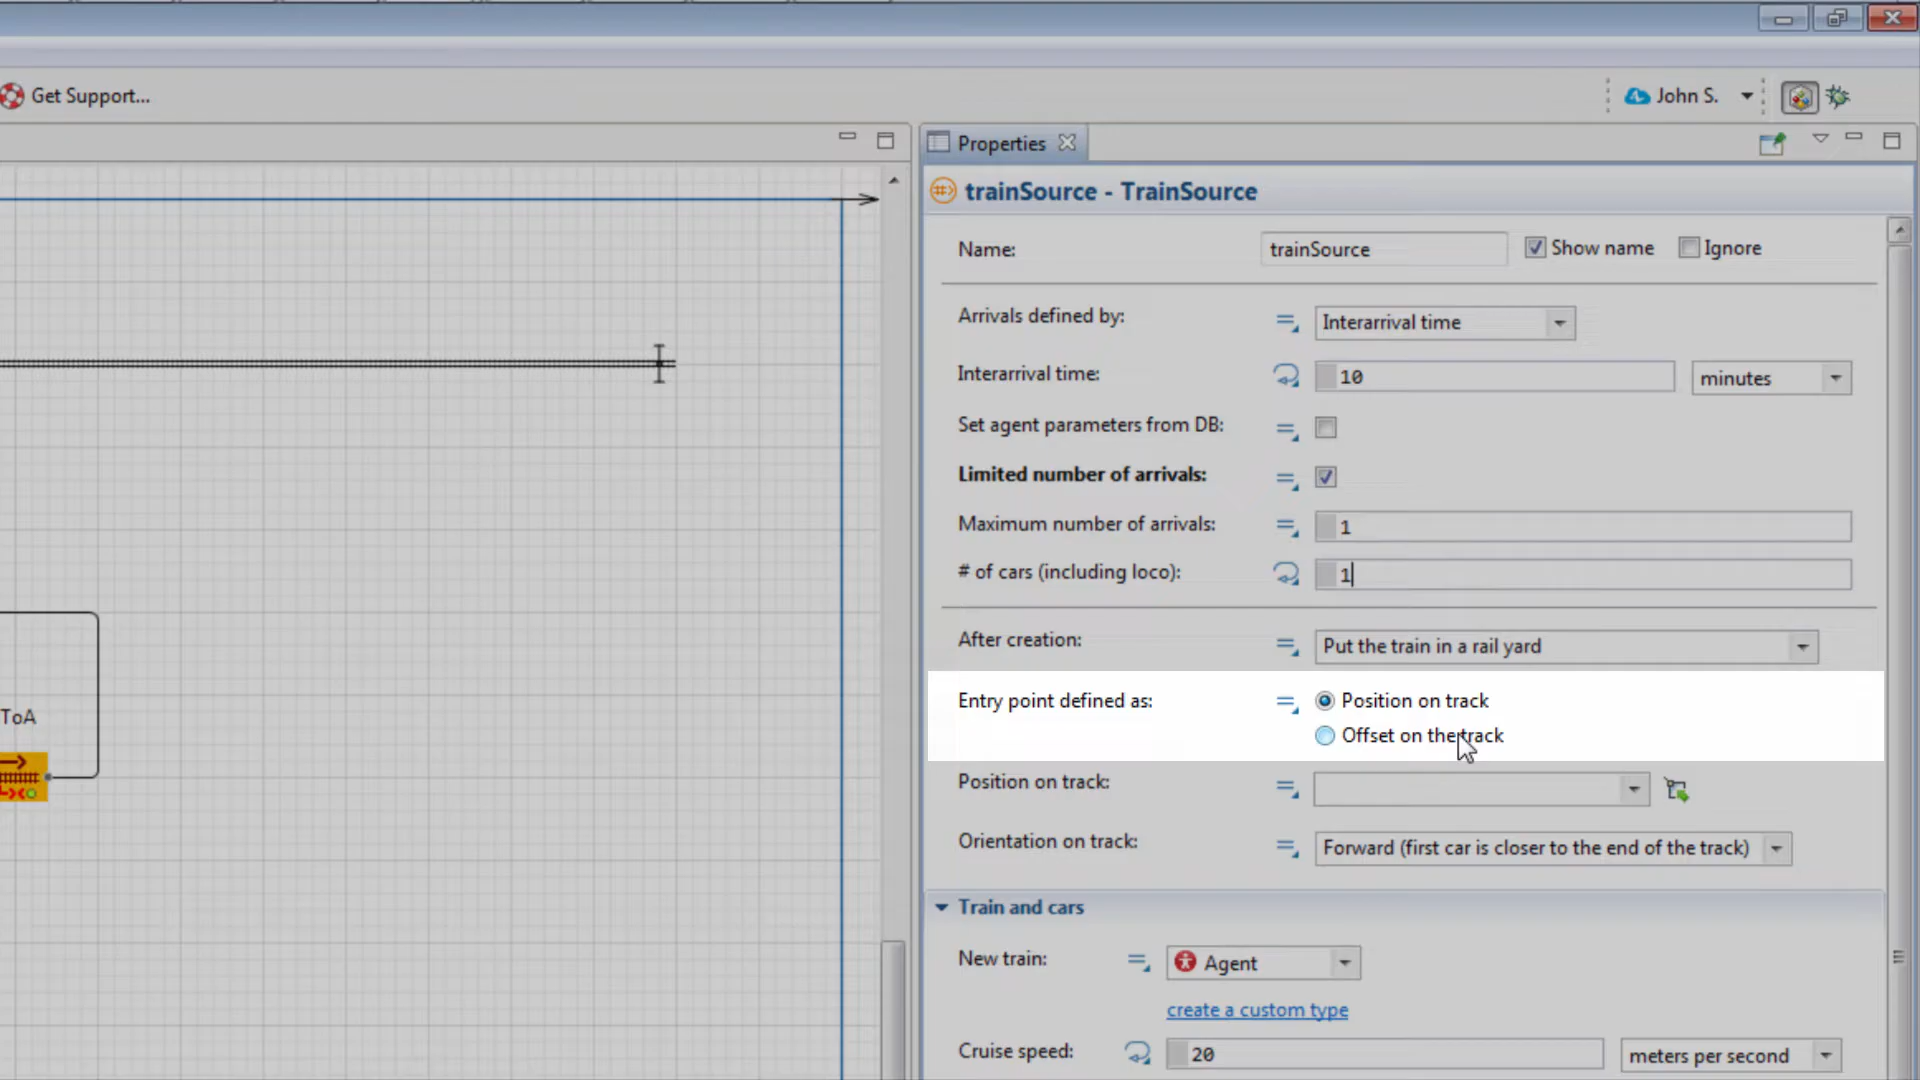 Get Support...
John S.
Properties
trainSource - TrainSource
Name: trainSource Show name Ignore
Arrivals defined by: Interarrival time
Interarrival time: 10 minutes
Set agent parameters from DB:
Limited number of arrivals:
Maximum number of arrivals: 1
# of cars (including loco): 1
After creation: Put the train in a rail yard
Entry point defined as: Position on track
Offset on the track
Position on track:
Orientation on track: Forward (first car is closer to the end of the track)
Train and cars
New train: Agent
create a custom type
Cruise speed: 20 meters per second
ToA